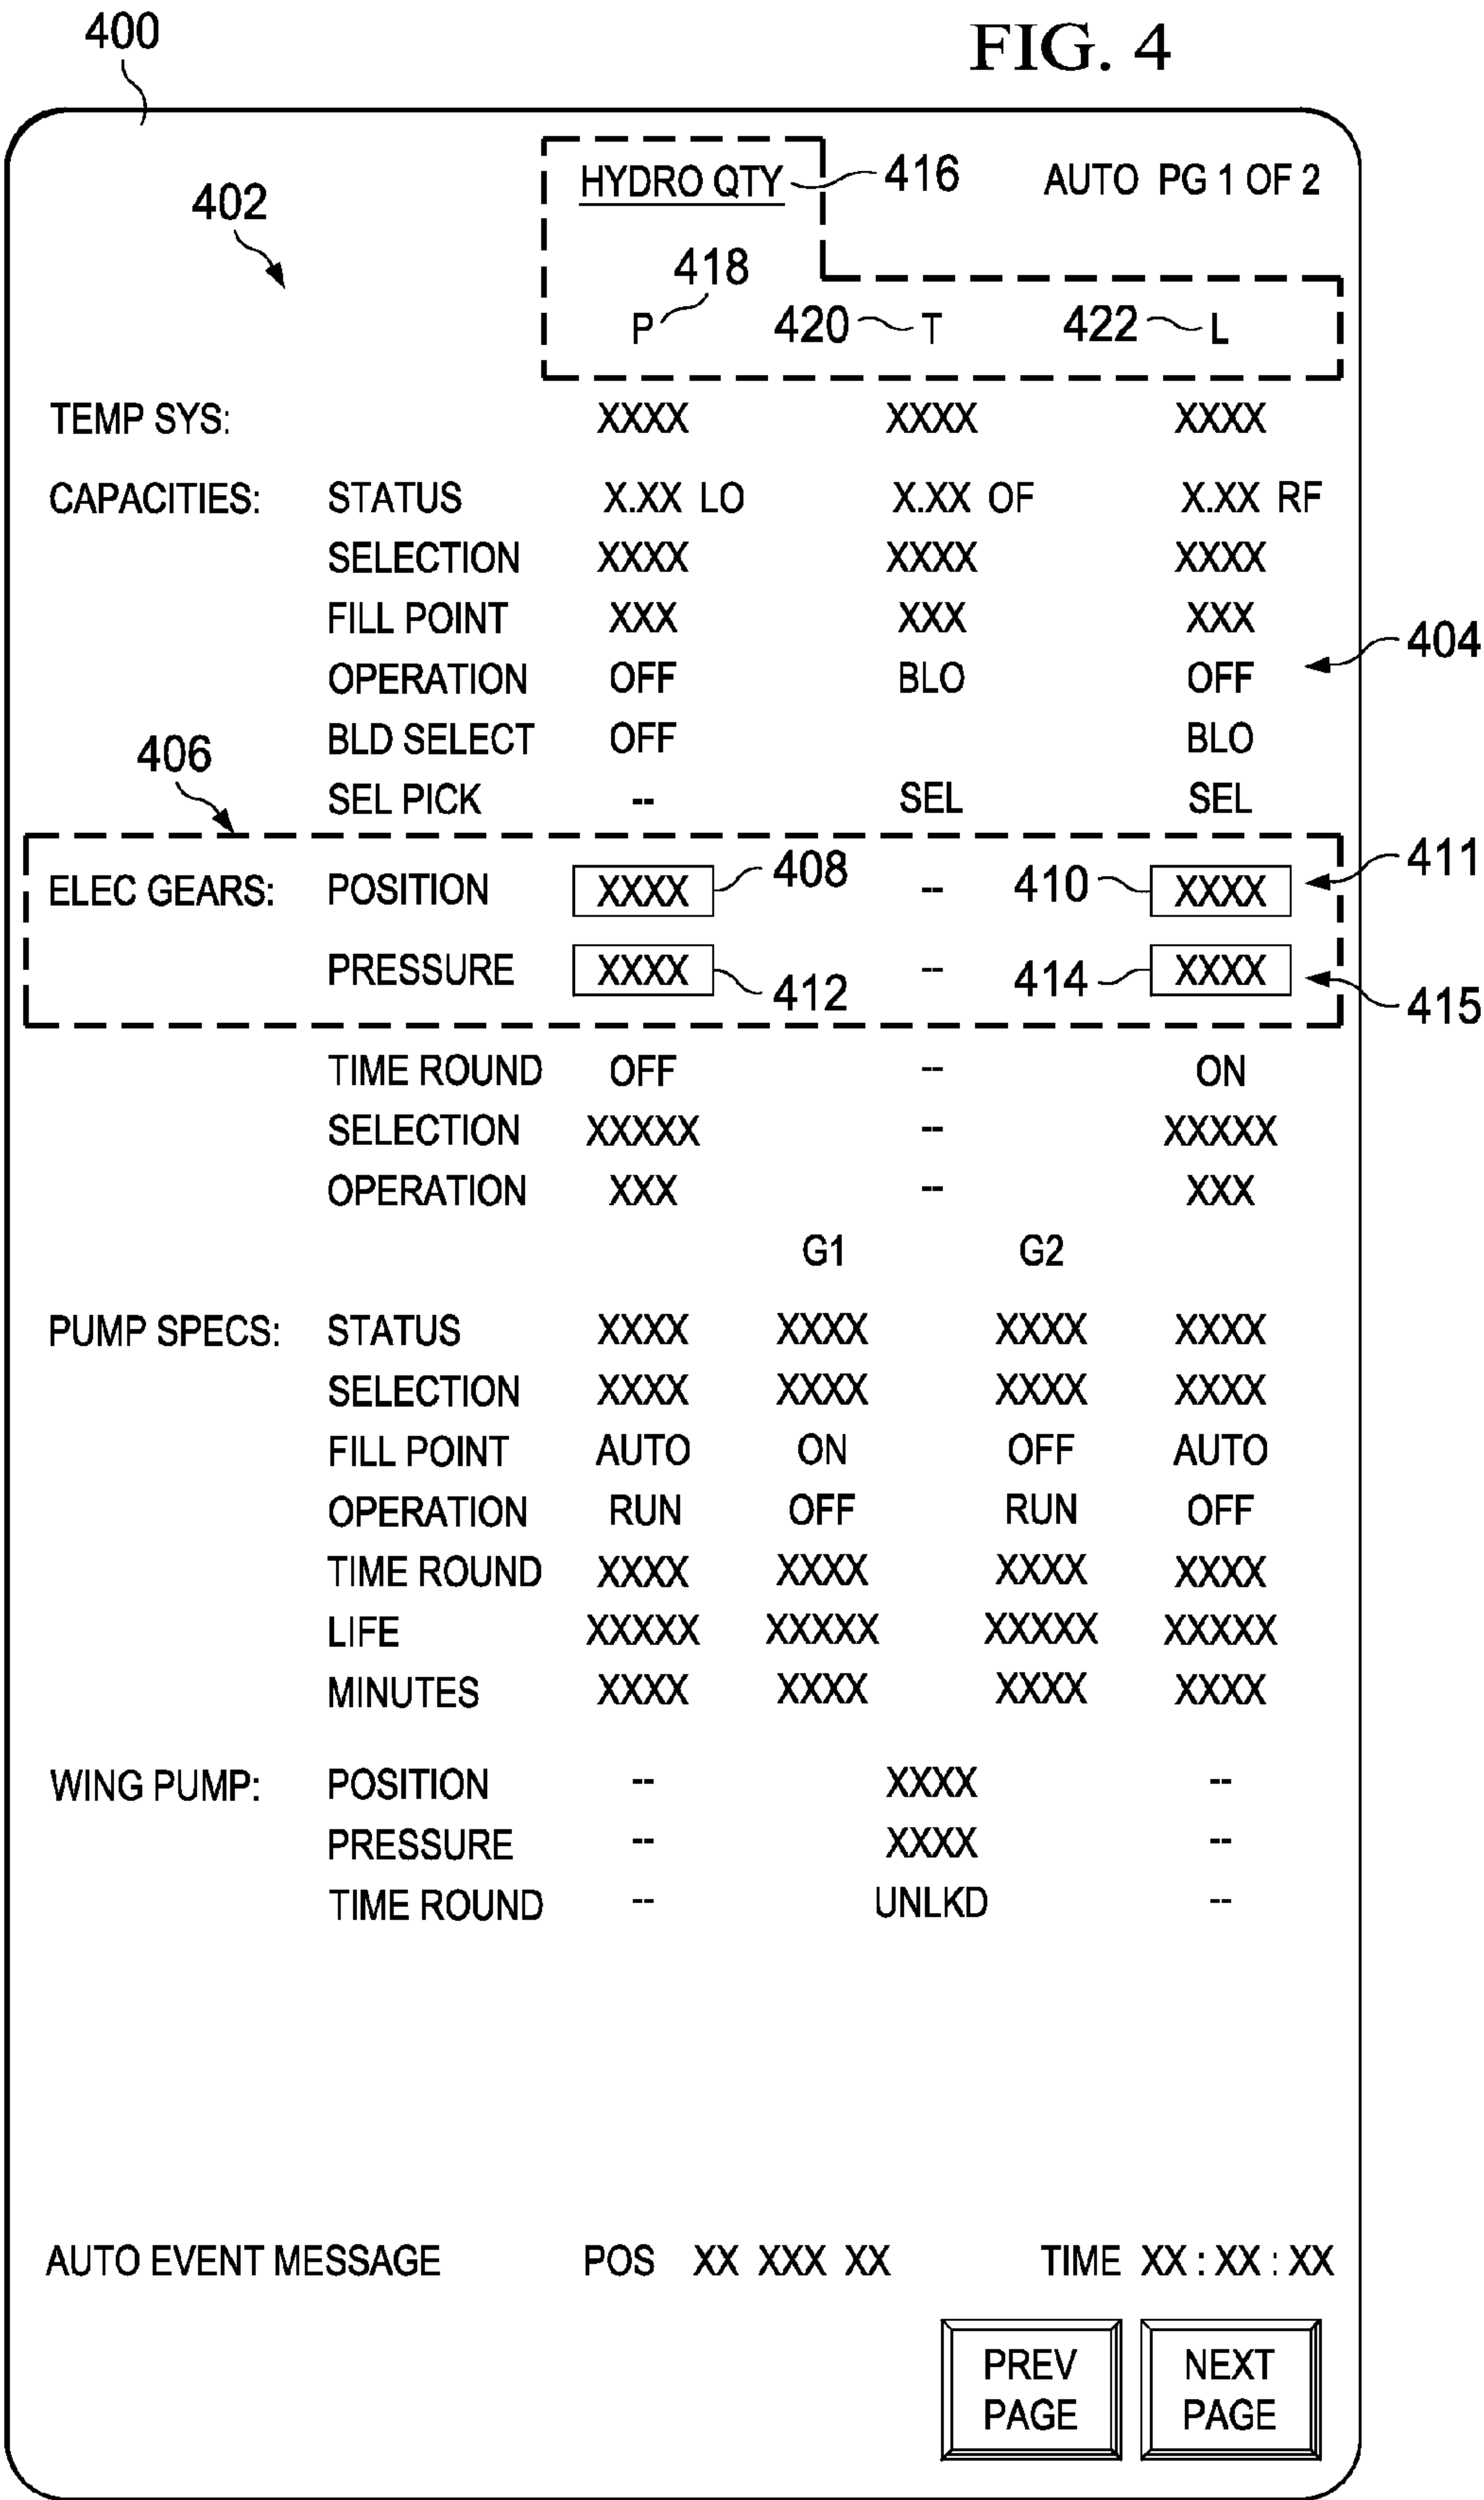 400
FIG. 4
402
HYDRO QTY 416 AUTO PG 1 OF 2
418
P 420 T 422 L
TEMP SYS: XXXX XXXX XXXX
CAPACITIES: STATUS X.XX LO X.XX OF X.XX RF
SELECTION XXXX XXXX XXXX
FILL POINT XXX XXX XXX
404
OPERATION OFF BLO OFF
BLD SELECT OFF BLO
406
SEL PICK -- SEL SEL
ELEC GEARS: POSITION XXXX 408 -- 410 XXXX 411
PRESSURE XXXX 412 -- 414 XXXX 415
TIME ROUND OFF -- ON
SELECTION XXXXX -- XXXXX
OPERATION XXX -- XXX
G1 G2
PUMP SPECS: STATUS XXXX XXXX XXXX XXXX
SELECTION XXXX XXXX XXXX XXXX
FILL POINT AUTO ON OFF AUTO
OPERATION RUN OFF RUN OFF
TIME ROUND XXXX XXXX XXXX XXXX
LIFE XXXXX XXXXX XXXXX XXXXX
MINUTES XXXX XXXX XXXX XXXX
WING PUMP: POSITION -- XXXX --
PRESSURE -- XXXX --
TIME ROUND -- UNLKD --
AUTO EVENT MESSAGE POS XX XXX XX TIME XX : XX : XX
PREV NEXT
PAGE PAGE